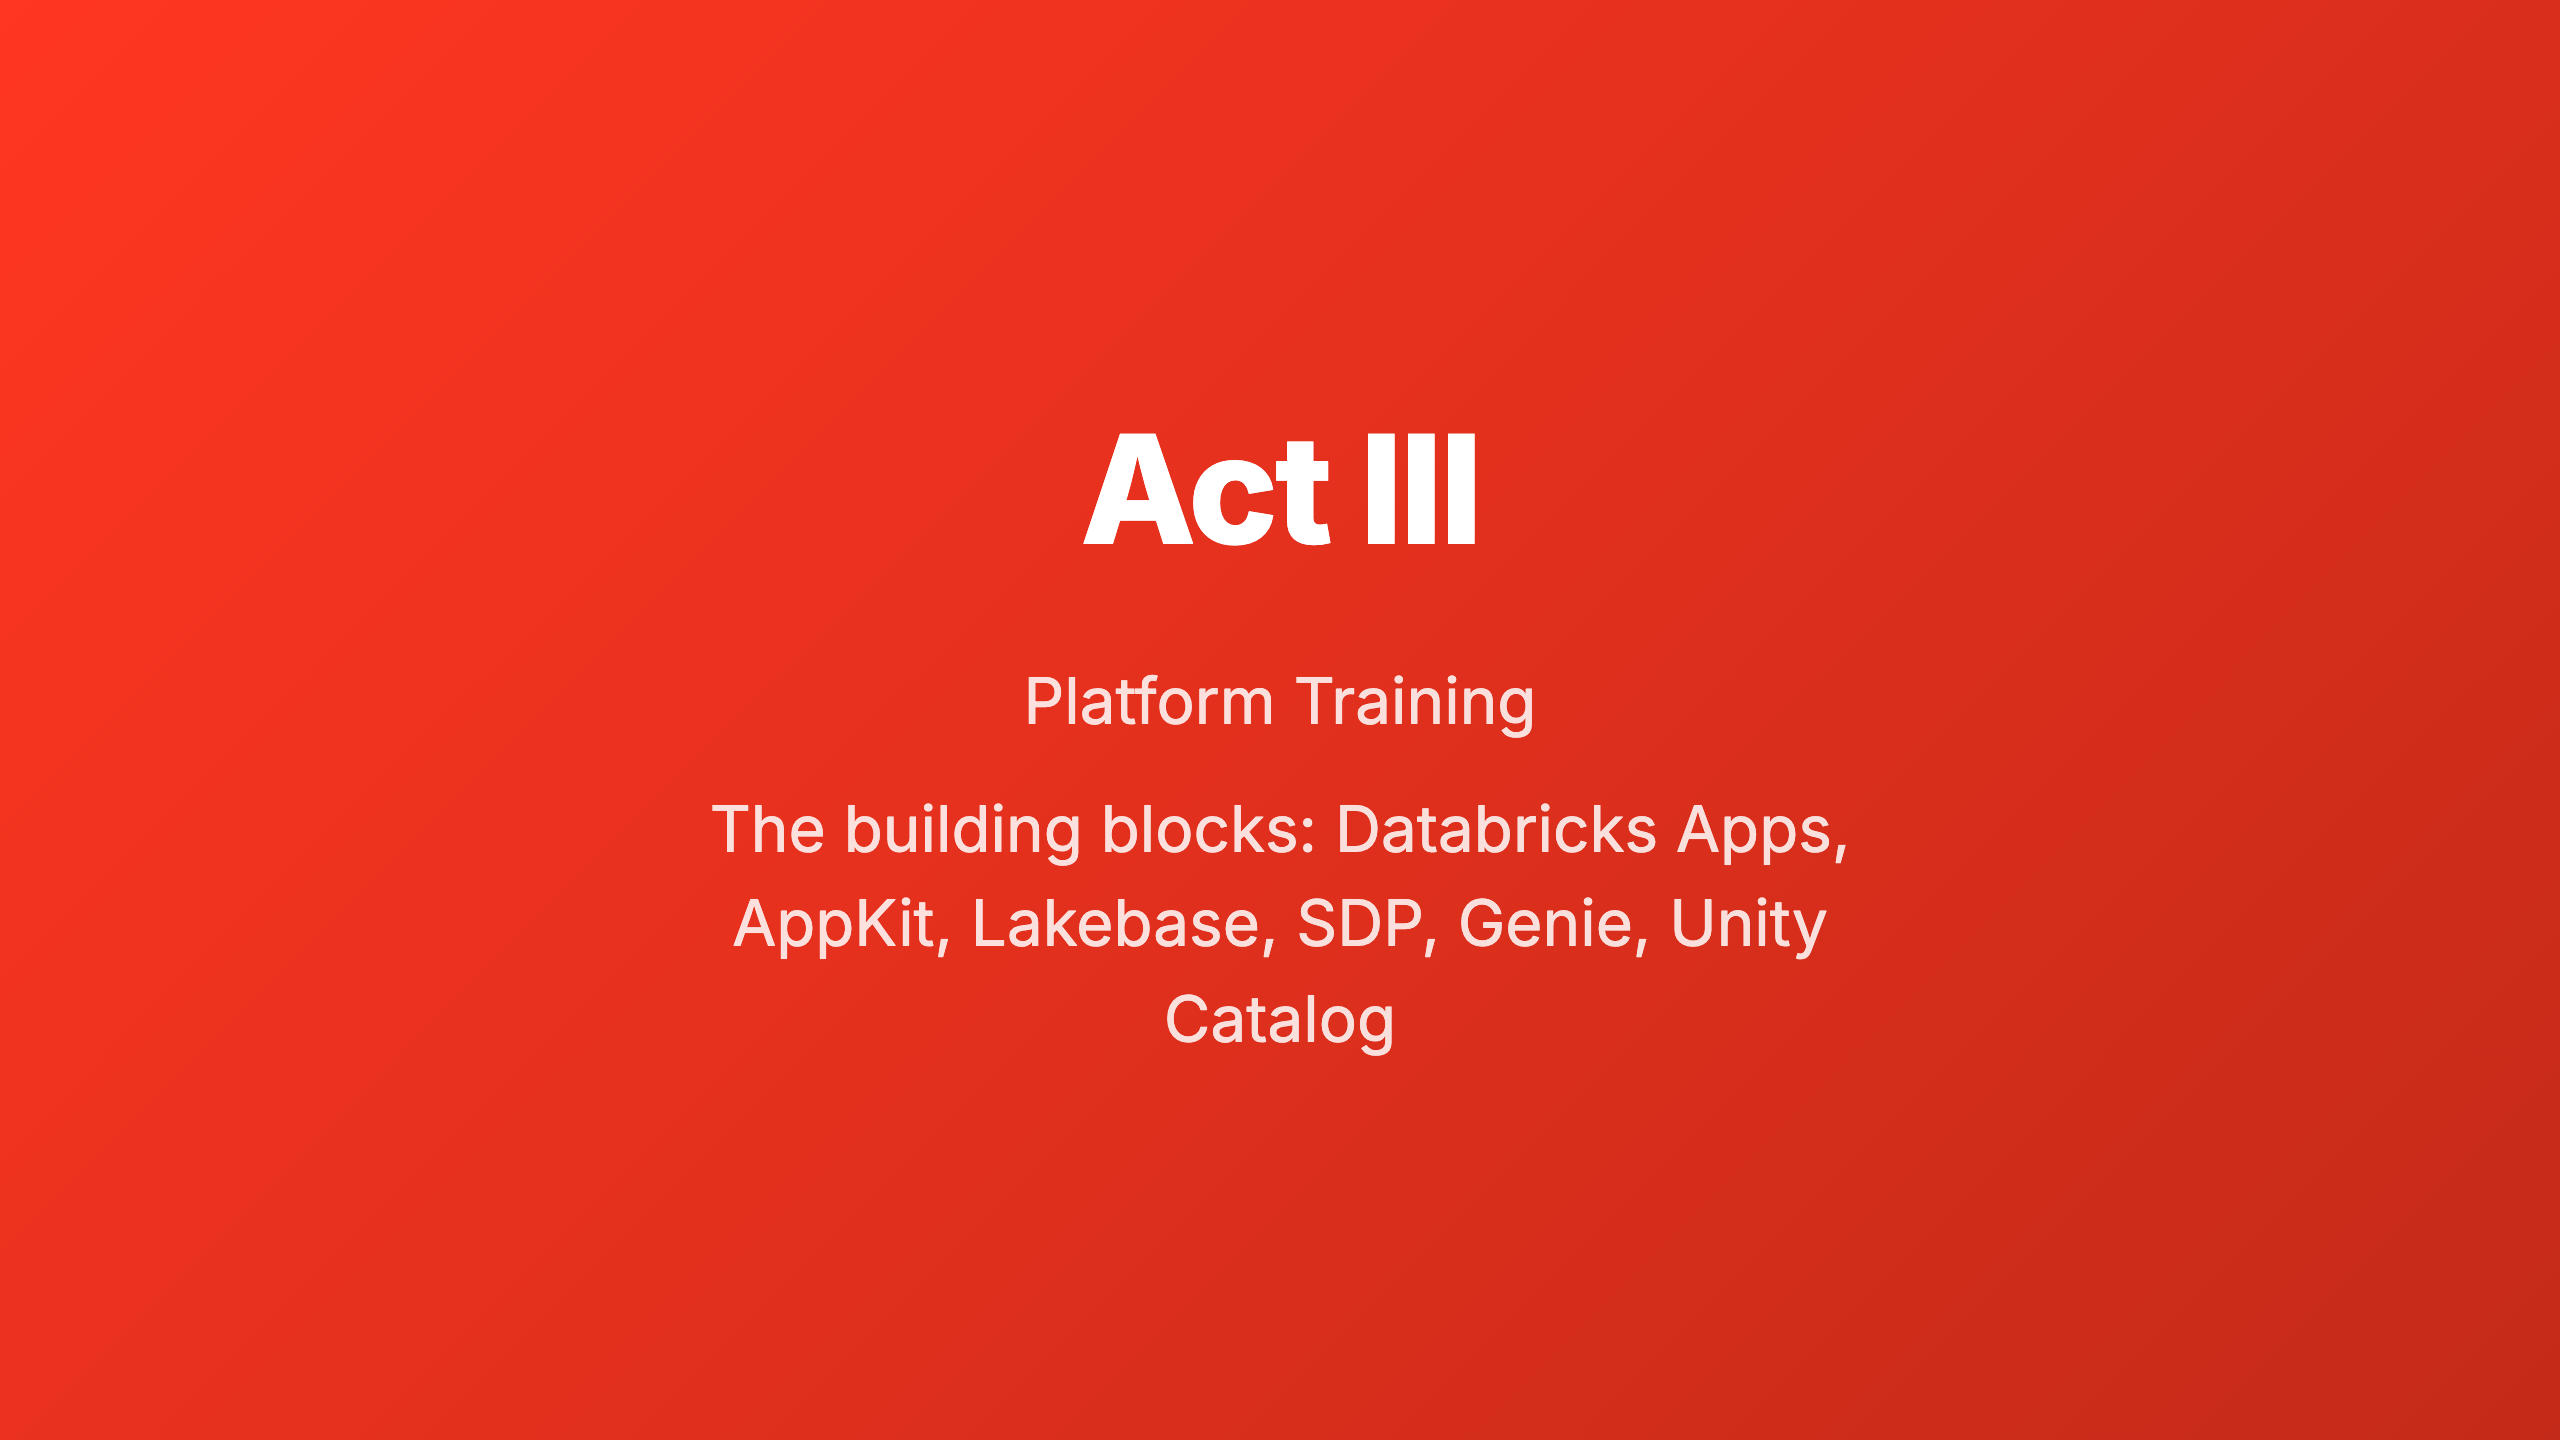 Act III
Platform Training
The building blocks: Databricks Apps,
AppKit, Lakebase, SDP, Genie, Unity
Catalog